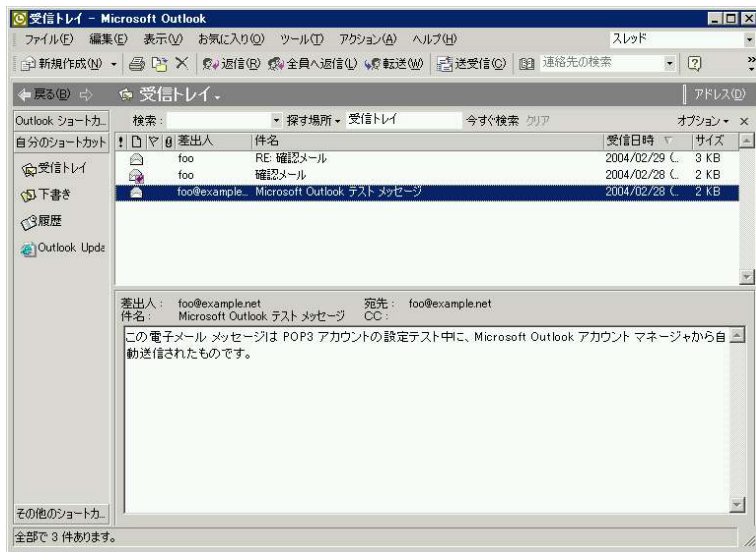 受信トレイ - Microsoft Outlook
ファイル(F) 編集(E) 表示(V) お気に入り(O) ツール(T) アクション(A) ヘルプ(H) スレッド
新規作成(N) 返信(R) 全員へ返信(L) 転送(W) 送受信(C) 連絡先の検索
戻る(B) 受信トレイ. アドレス(D)
Outlook ショートカ... 検索: 探す場所 受信トレイ 今すぐ検索 クリア オプション ×
自分のショートカット 差出人 件名 受信日時 サイズ
foo RE: 確認メール 2004/02/29 (... 3 KB
受信トレイ foo 確認メール 2004/02/28 (... 2 KB
下書き foo@example... Microsoft Outlook テスト メッセージ 2004/02/28 (... 2 KB
履歴
Outlook Upda
差出人: foo@example.net 宛先: foo@example.net
件名: Microsoft Outlook テスト メッセージ CC:
この電子メール メッセージは POP3 アカウントの設定テスト中に、Microsoft Outlook アカウント マネージャから自
動送信されたものです。
その他のショートカ...
全部で 3 件あります。